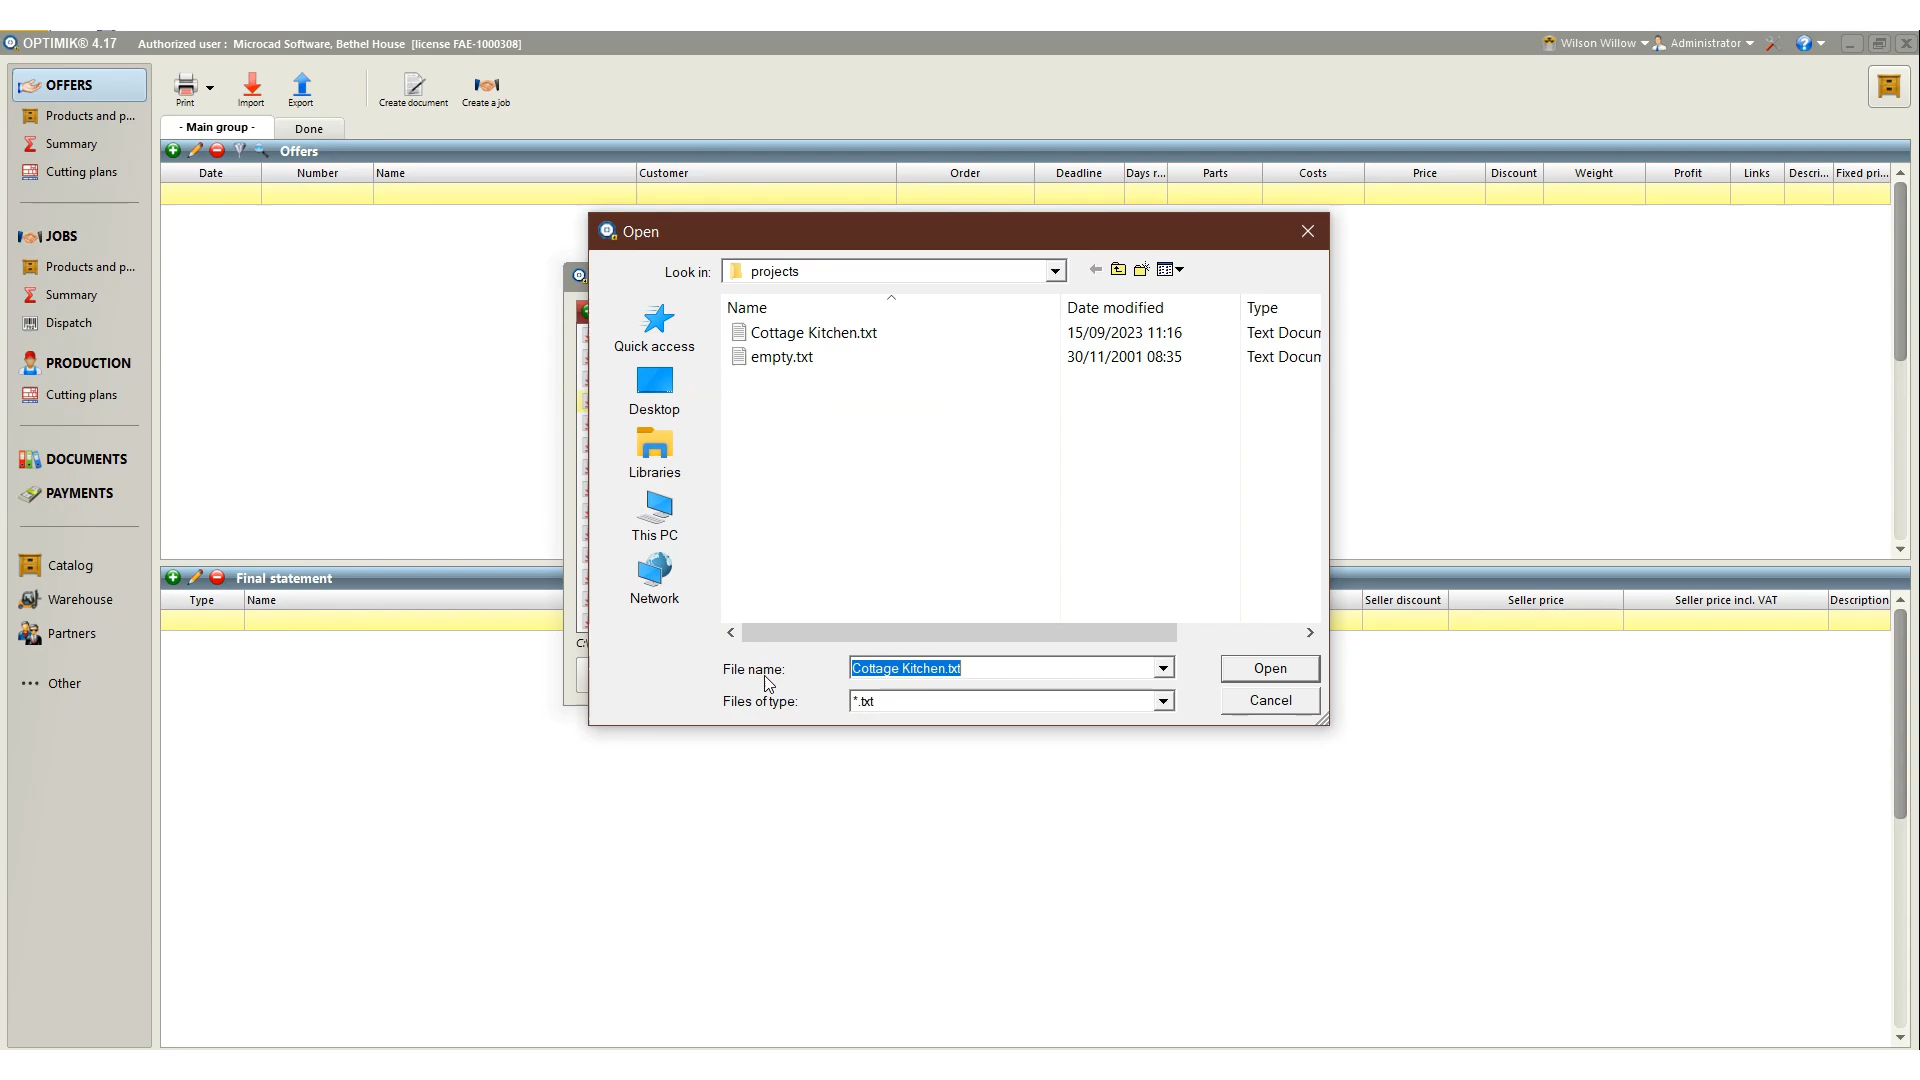 OPTIMIK® 4.17 Authorized user : Microcad Software, Bethel House [license FAE-1000308] Wilson Willow Administrator
OFFERS
Products and p...
Summary
Cutting plans
JOBS
Products and p...
Summary
Dispatch
PRODUCTION
Cutting plans
DOCUMENTS
PAYMENTS
Catalog
Warehouse
Partners
Other
Print Import Export Create document Create a job
- Main group - Done
Offers
Date Number Name Customer Order Deadline Days r... Parts Costs Price Discount Weight Profit Links Descri... Fixed pri...
Open
Look in: projects
Quick access
Desktop
Libraries
This PC
Network
Name Date modified Type
Cottage Kitchen.txt 15/09/2023 11:16 Text Docum
empty.txt 30/11/2001 08:35 Text Docum
File name: Cottage Kitchen.txt Open
Files of type: *.txt Cancel
C:\
Final statement
Type Name Seller discount Seller price Seller price incl. VAT Description